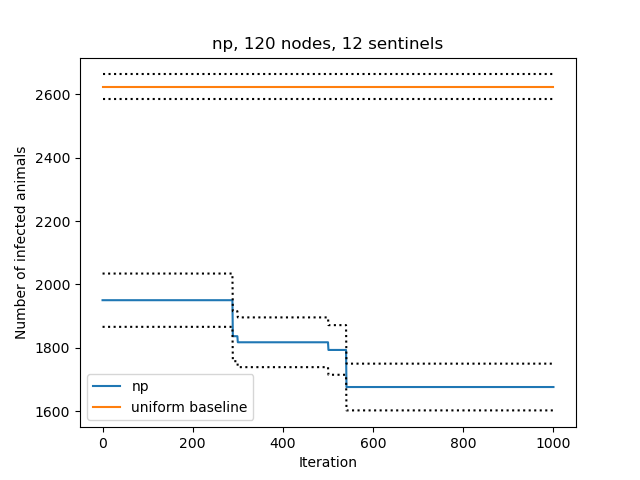 np, 120 nodes, 12 sentinels
Number of infected animals
2600
2400
2200
2000
1800
1600
np
uniform baseline
0 200 400 600 800 1000
Iteration